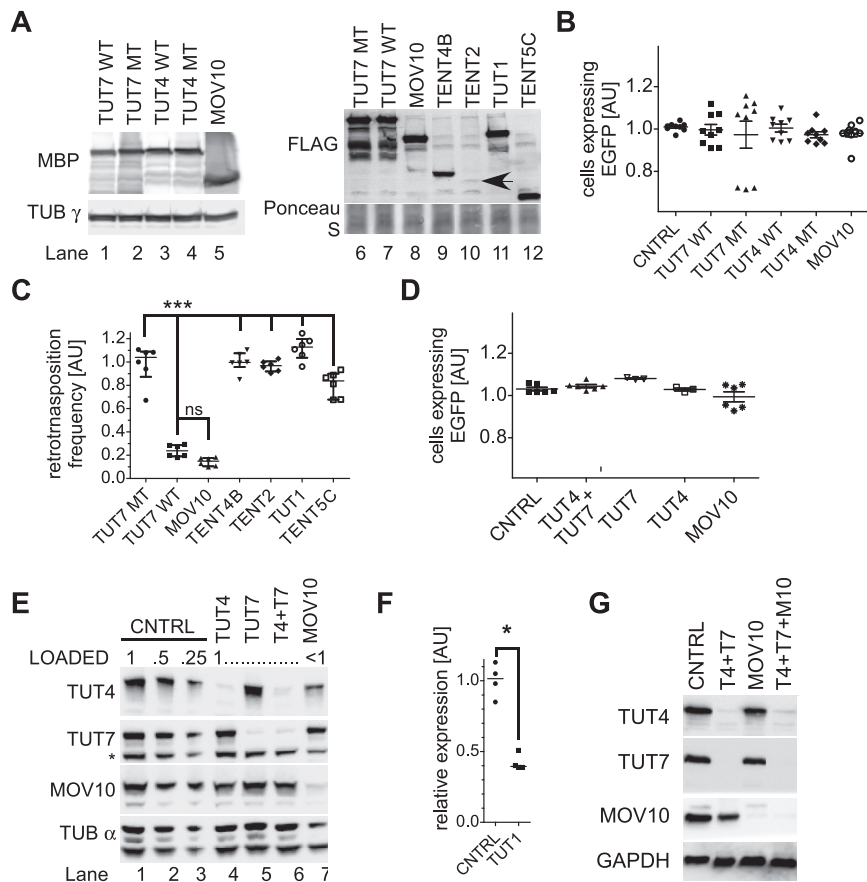 A
TUT7 WT
TUT7 MT
TUT4 WT
TUT4 MT
MOV10
MBP
TUB γ
Lane 1 2 3 4 5
TUT7 MT
TUT7 WT
MOV10
TENT4B
TENT2
TUT1
TENT5C
FLAG
Ponceau
S
6 7 8 9 10 11 12
B
cells expressing
EGFP [AU]
1.2
1.0
0.8
CNTRL
TUT7 WT
TUT7 MT
TUT4 WT
TUT4 MT
MOV10
C
retrotrnasposition
frequency [AU]
***
ns
1.2
1.0
0.8
0.6
0.4
0.2
0.0
TUT7 MT
TUT7 WT
MOV10
TENT4B
TENT2
TUT1
TENT5C
D
cells expressing
EGFP [AU]
1.2
1.0
0.8
CNTRL
TUT4+
TUT7
TUT7
TUT4
MOV10
E
CNTRL
TUT4
TUT7
T4+T7
MOV10
LOADED 1 .5 .25 1.............. <1
TUT4
TUT7
*
MOV10
TUB α
Lane 1 2 3 4 5 6 7
F
relative expression [AU]
*
1.0
0.5
0.0
CNTRL
TUT1
G
CNTRL
T4+T7
MOV10
T4+T7+M10
TUT4
TUT7
MOV10
GAPDH